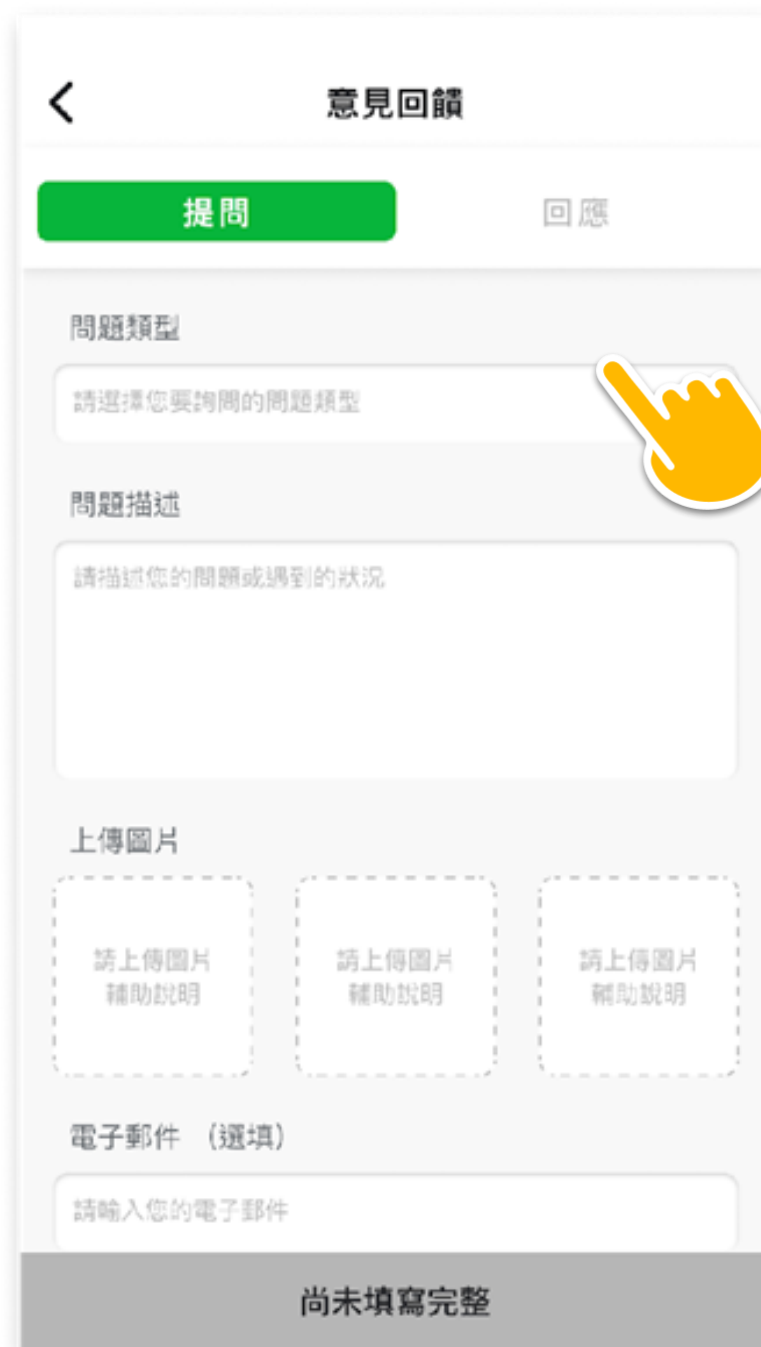 意見回饋
提問
回應
問題類型
請選擇您要詢問的問題類型
問題描述
請描述您的問題或遇到的狀況
上傳圖片
請上傳圖片
輔助說明
請上傳圖片
輔助說明
請上傳圖片
輔助說明
電子郵件 （選填）
請輸入您的電子郵件
尚未填寫完整